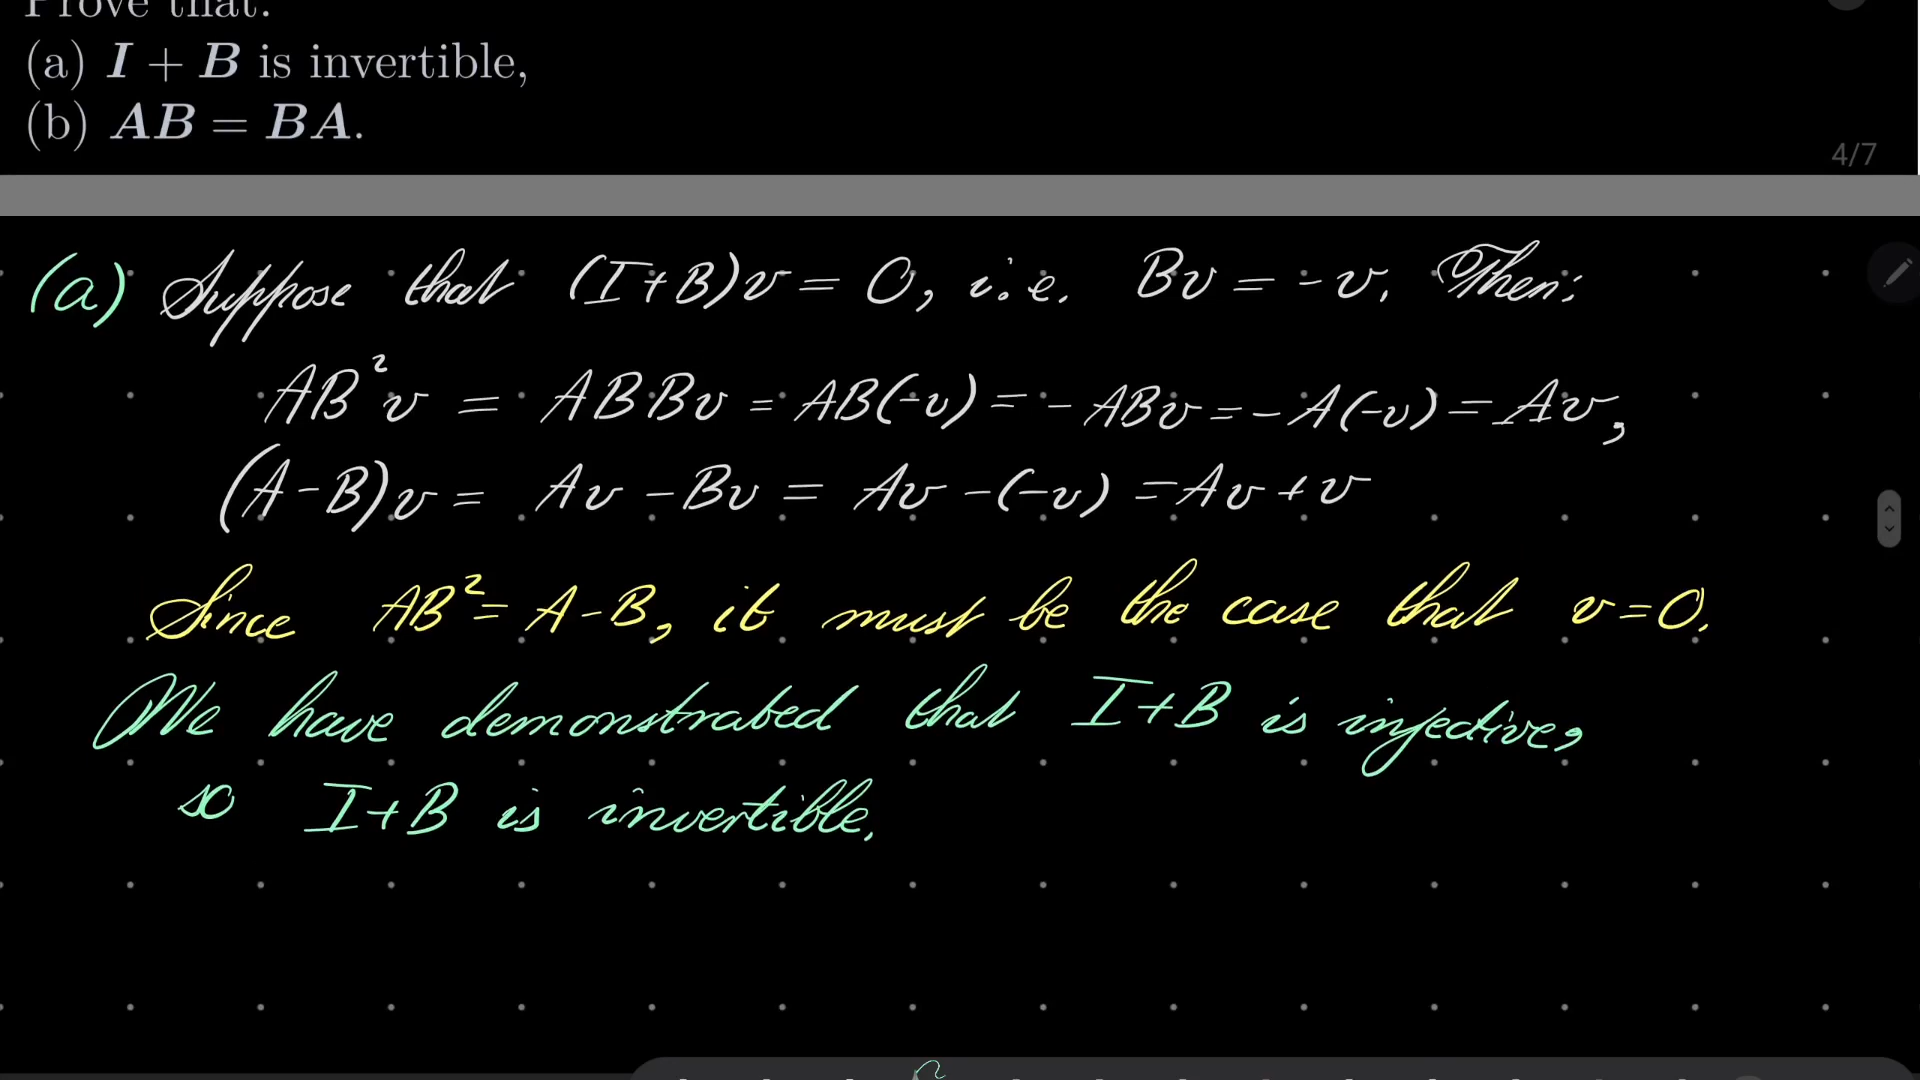 Prove that:
(a) I + B is invertible,
(b) AB = BA.
4/7
(a) Suppose that (I+B)v = 0, i.e. Bv = -v. Then:
AB²v = ABBv = AB(-v) = -ABv = -A(-v) = Av,
(A-B)v = Av - Bv = Av - (-v) = Av + v
Since AB² = A-B, it must be the case that v=0.
We have demonstrated that I+B is injective,
so I+B is invertible.